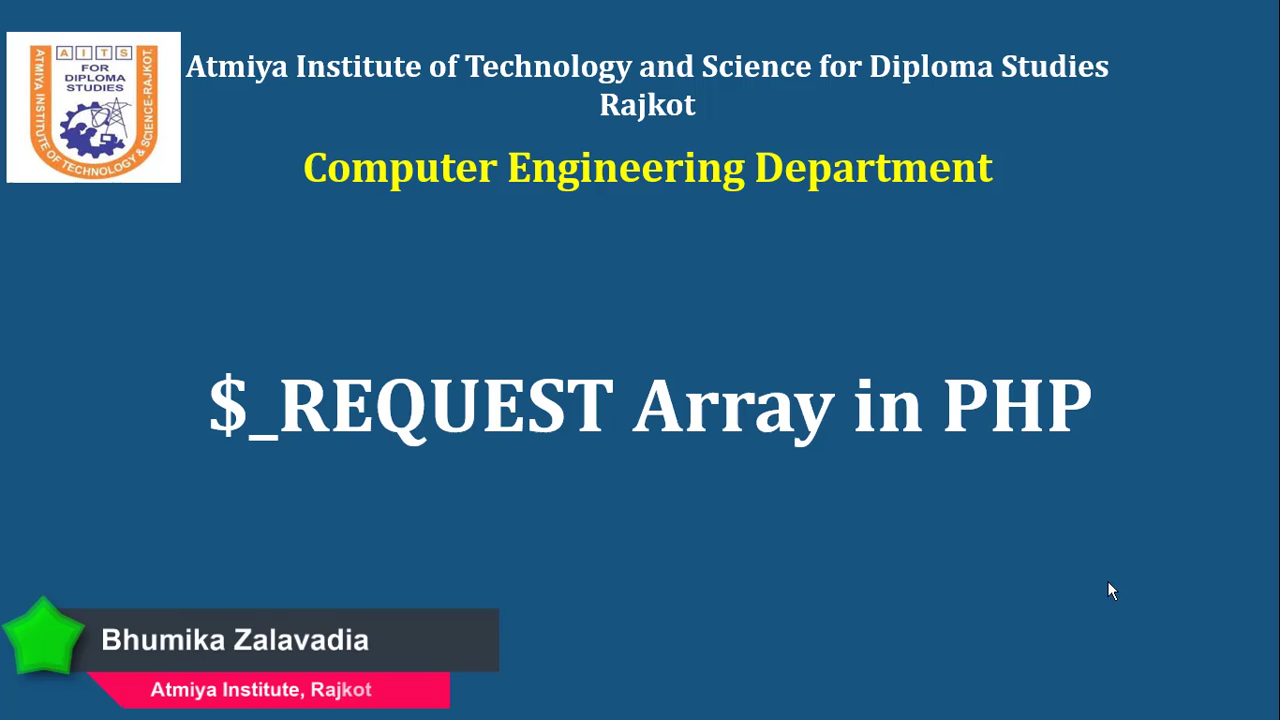 A I T S
FOR
DIPLOMA
STUDIES
ATMIYA INSTITUTE OF TECHNOLOGY & SCIENCE-RAJKOT.
Atmiya Institute of Technology and Science for Diploma Studies
Rajkot
Computer Engineering Department
$_REQUEST Array in PHP
Bhumika Zalavadia
Atmiya Institute, Rajkot